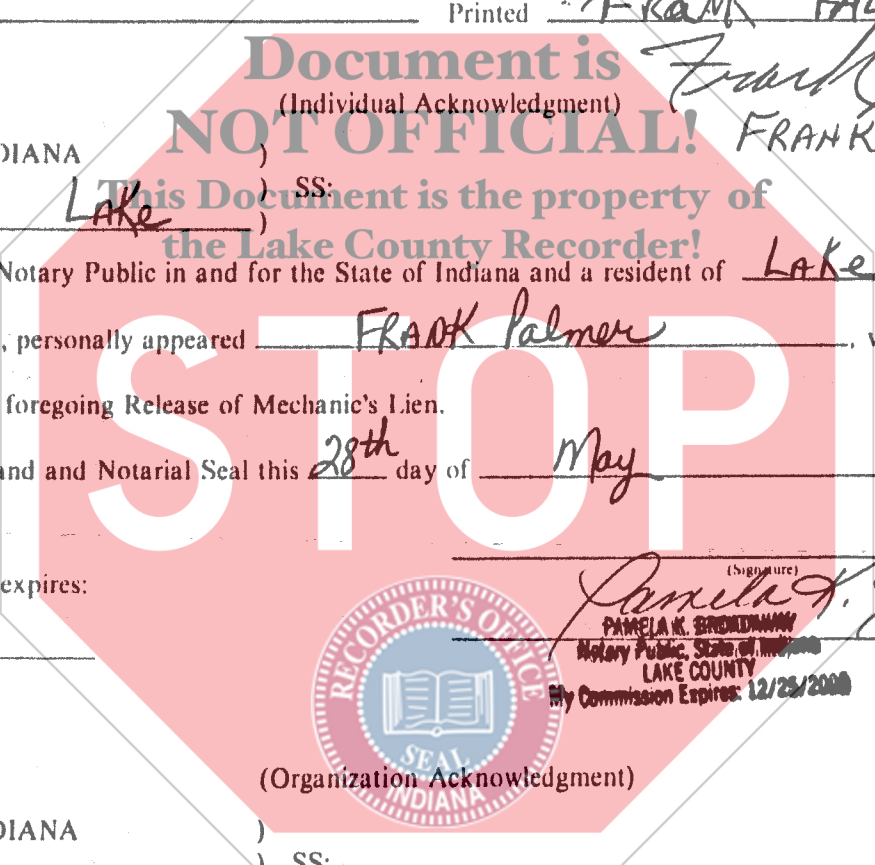 Printed FRANK
Document is
(Individual Acknowledgment)
NOT OFFICIAL!
FRANK
DIANA )
This Document is the property of
Lake ) SS:
)
the Lake County Recorder!
Notary Public in and for the State of Indiana and a resident of Lake
, personally appeared FRANK Palmer ,
foregoing Release of Mechanic's Lien.
STOP
and and Notarial Seal this 28th day of May
(Signature)
expires:
Pamela K.
PAMELA K.
Notary Public, State of
LAKE COUNTY
My Commission Expires:
RECORDER'S OFFICE
SEAL
INDIANA
(Organization Acknowledgment)
DIANA )
) SS: